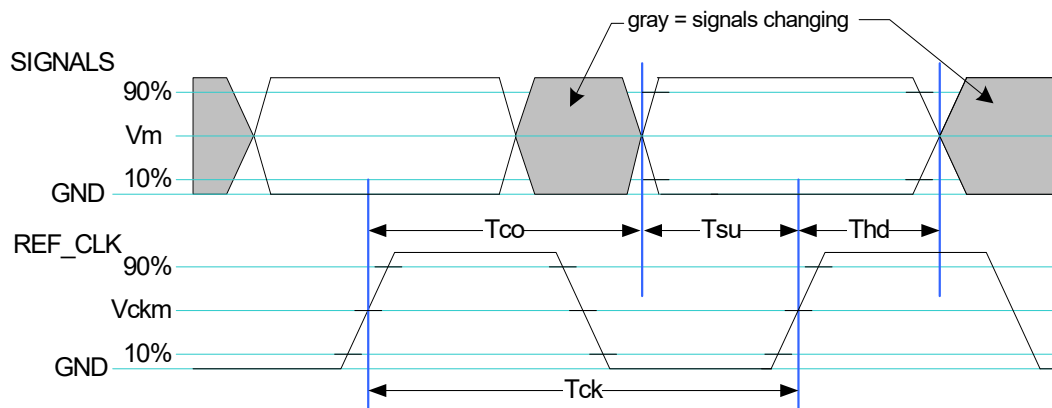 gray = signals changing
SIGNALS
90%
Vm
10%
GND
Tco
Tsu
Thd
REF_CLK
90%
Vckm
10%
GND
Tck